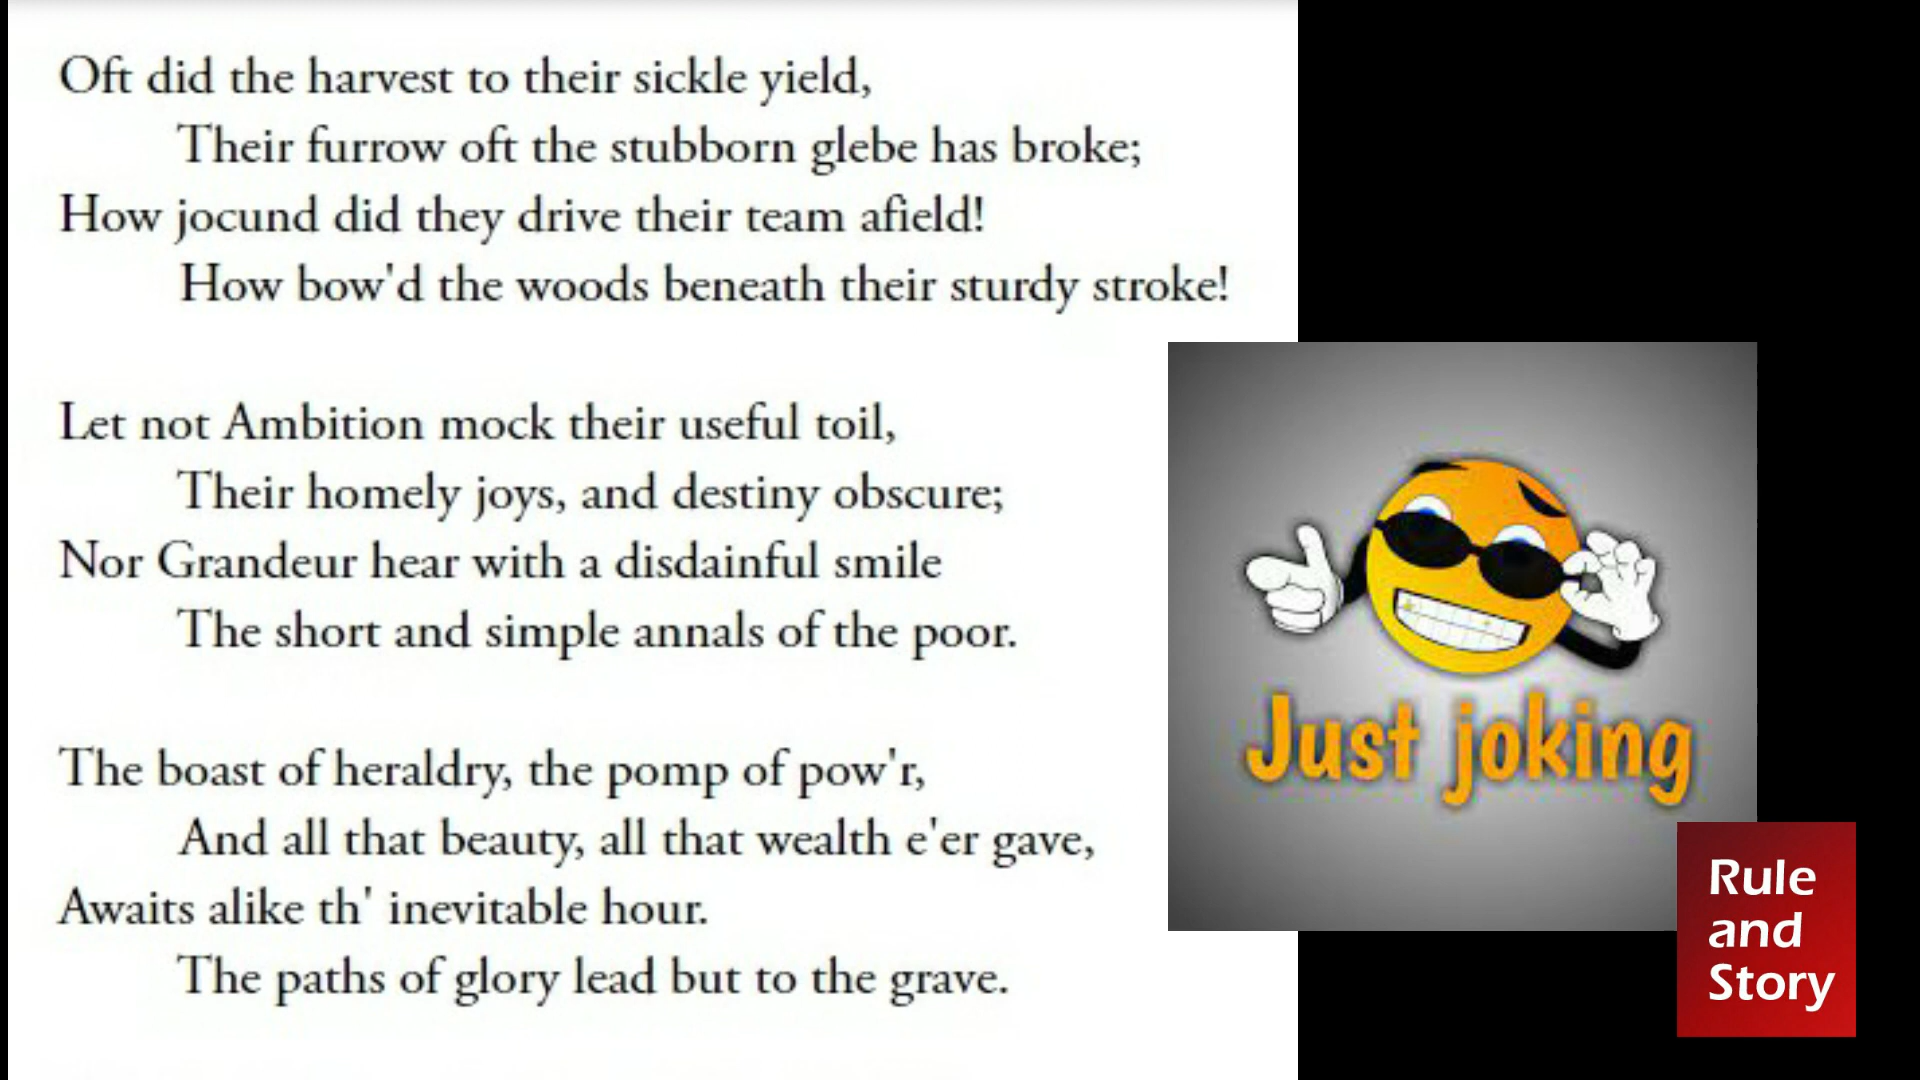 Oft did the harvest to their sickle yield,
Their furrow oft the stubborn glebe has broke;
How jocund did they drive their team afield!
How bow'd the woods beneath their sturdy stroke!
Let not Ambition mock their useful toil,
Their homely joys, and destiny obscure;
Nor Grandeur hear with a disdainful smile
The short and simple annals of the poor.
The boast of heraldry, the pomp of pow'r,
And all that beauty, all that wealth e'er gave,
Awaits alike th' inevitable hour.
The paths of glory lead but to the grave.
Just joking
Rule
and
Story